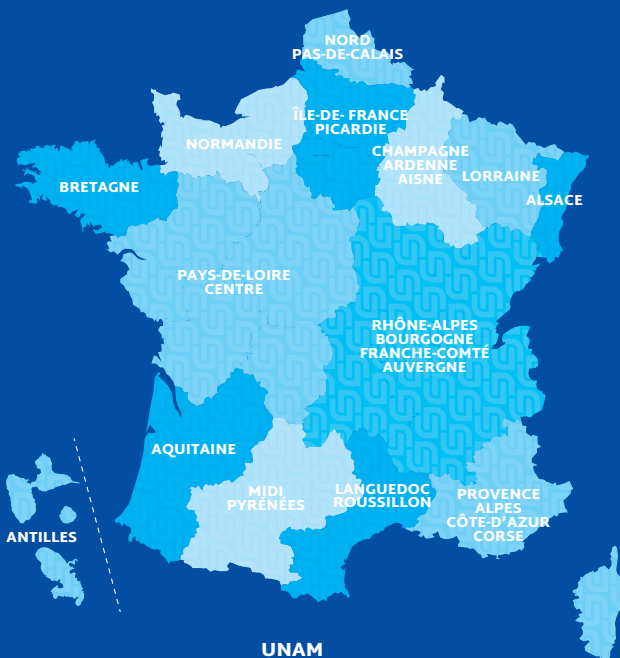 NORD
PAS-DE-CALAIS
ÎLE-DE- FRANCE
PICARDIE
NORMANDIE
CHAMPAGNE
ARDENNE
AISNE
LORRAINE
BRETAGNE
ALSACE
PAYS-DE-LOIRE
CENTRE
RHÔNE-ALPES
BOURGOGNE
FRANCHE-COMTÉ
AUVERGNE
AQUITAINE
MIDI
PYRÉNÉES
LANGUEDOC
ROUSSILLON
PROVENCE
ALPES
CÔTE-D'AZUR
CORSE
ANTILLES
UNAM